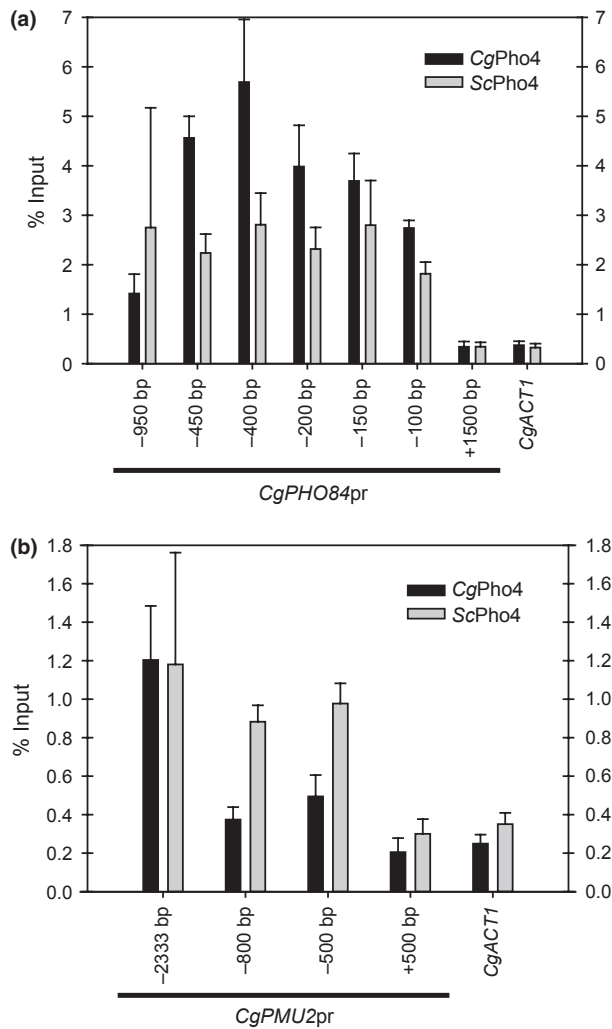 (a)
7
6
5
4
3
2
1
0
% Input
7
6
5
4
3
2
1
0
CgPho4
ScPho4
–950 bp
–450 bp
–400 bp
–200 bp
–150 bp
–100 bp
+1500 bp
CgACT1
CgPHO84pr
(b)
1.8
1.6
1.4
1.2
1.0
0.8
0.6
0.4
0.2
0.0
% Input
1.8
1.6
1.4
1.2
1.0
0.8
0.6
0.4
0.2
0.0
CgPho4
ScPho4
–2333 bp
–800 bp
–500 bp
+500 bp
CgACT1
CgPMU2pr